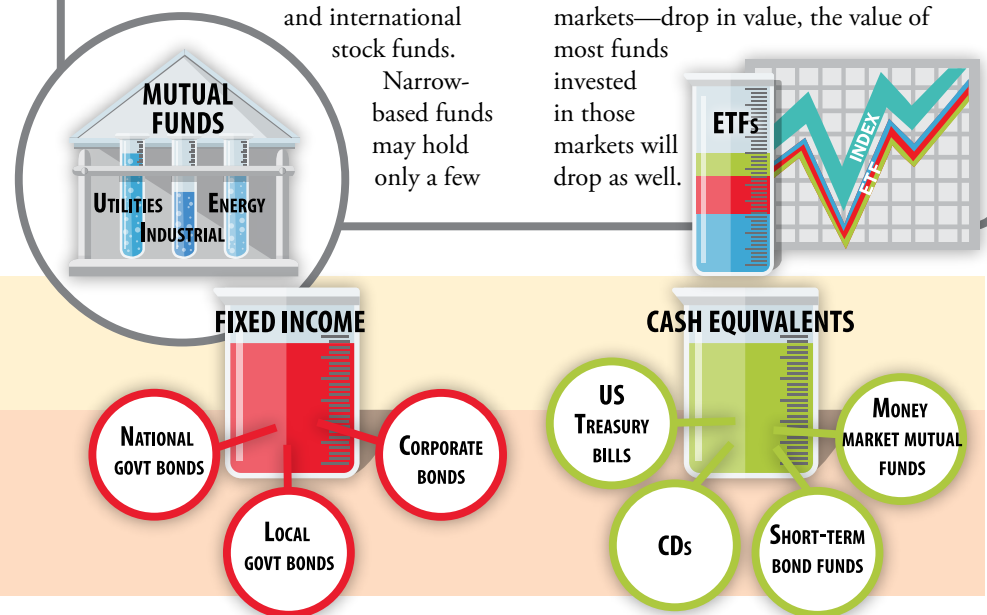 and international
stock funds.
Narrow-
based funds
may hold
only a few
markets—drop in value, the value of
most funds
invested
in those
markets will
drop as well.
MUTUAL
FUNDS
UTILITIES
ENERGY
INDUSTRIAL
ETFs
INDEX
ETF
FIXED INCOME
NATIONAL
GOVT BONDS
LOCAL
GOVT BONDS
CORPORATE
BONDS
CASH EQUIVALENTS
US
TREASURY
BILLS
CDs
SHORT-TERM
BOND FUNDS
MONEY
MARKET MUTUAL
FUNDS